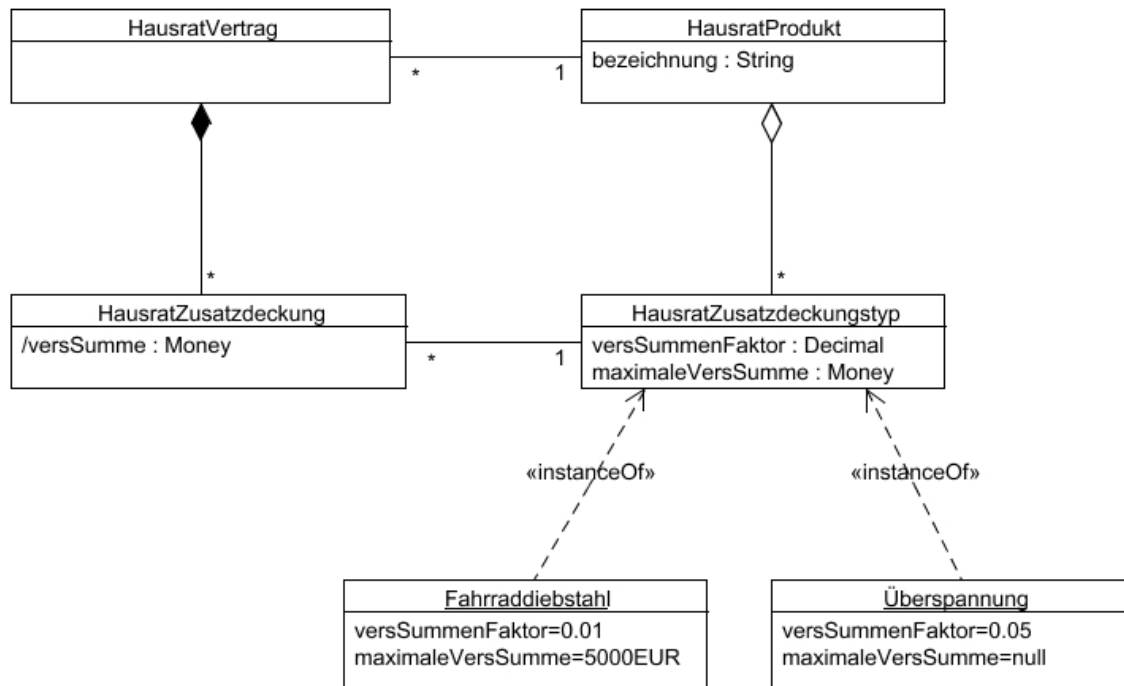 HausratVertrag
HausratProdukt
bezeichnung : String
*
1
*
*
HausratZusatzdeckung
/versSumme : Money
HausratZusatzdeckungstyp
versSummenFaktor : Decimal
maximaleVersSumme : Money
*
1
«instanceOf»
«instanceOf»
Fahrraddiebstahl
versSummenFaktor=0.01
maximaleVersSumme=5000EUR
Überspannung
versSummenFaktor=0.05
maximaleVersSumme=null